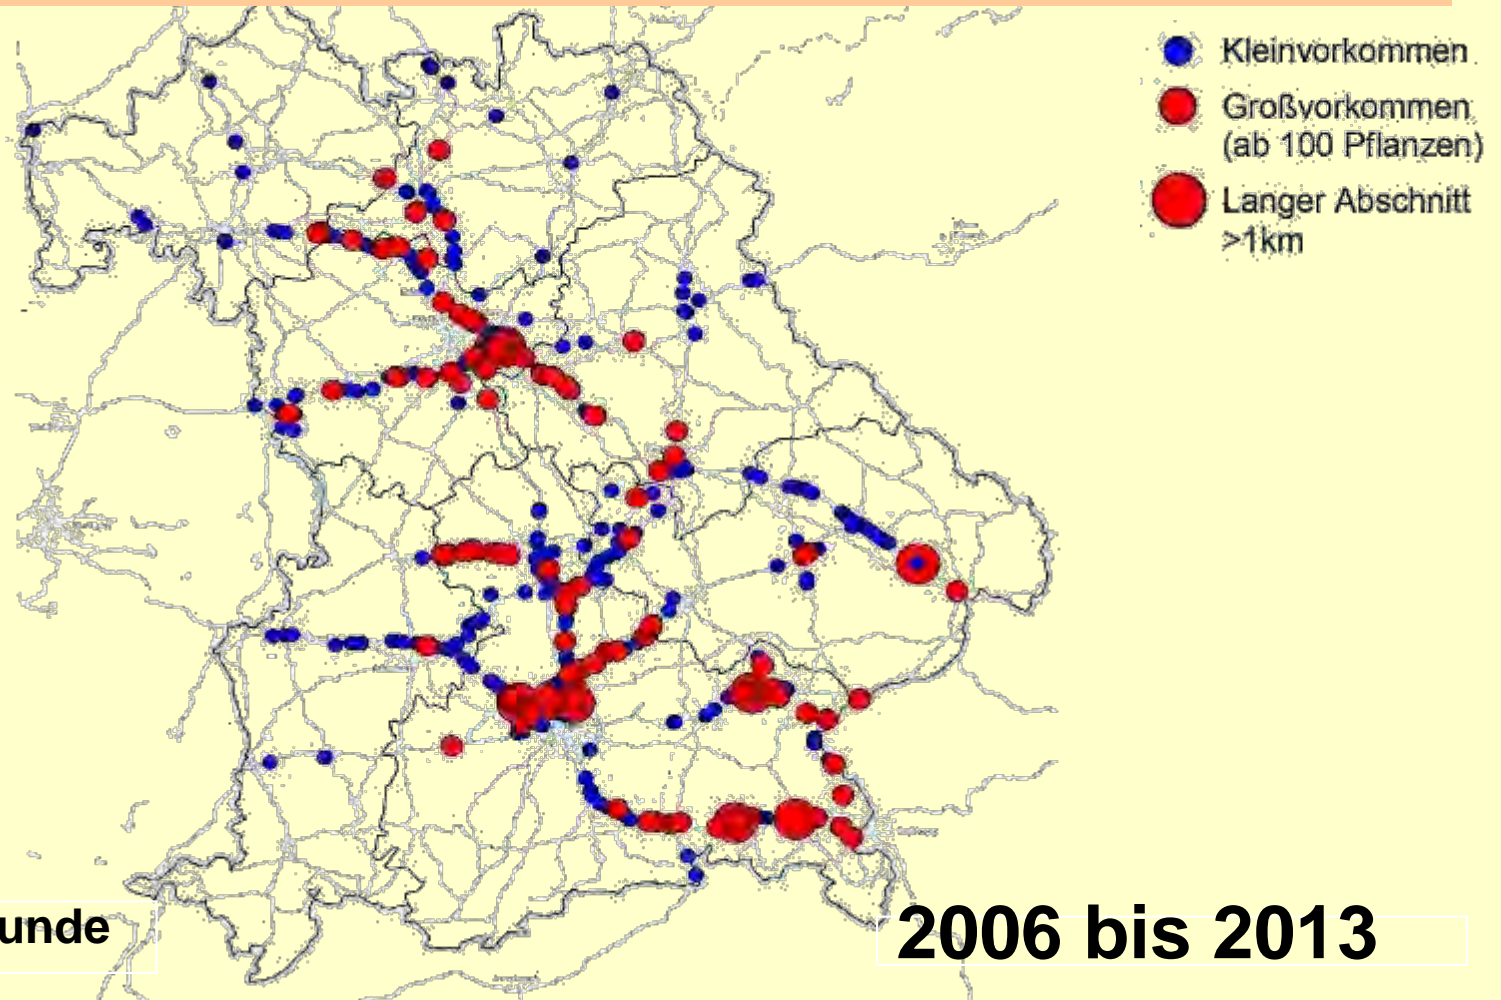 Kleinvorkommen
Großvorkommen
(ab 100 Pflanzen)
Langer Abschnitt
>1km
unde
2006 bis 2013